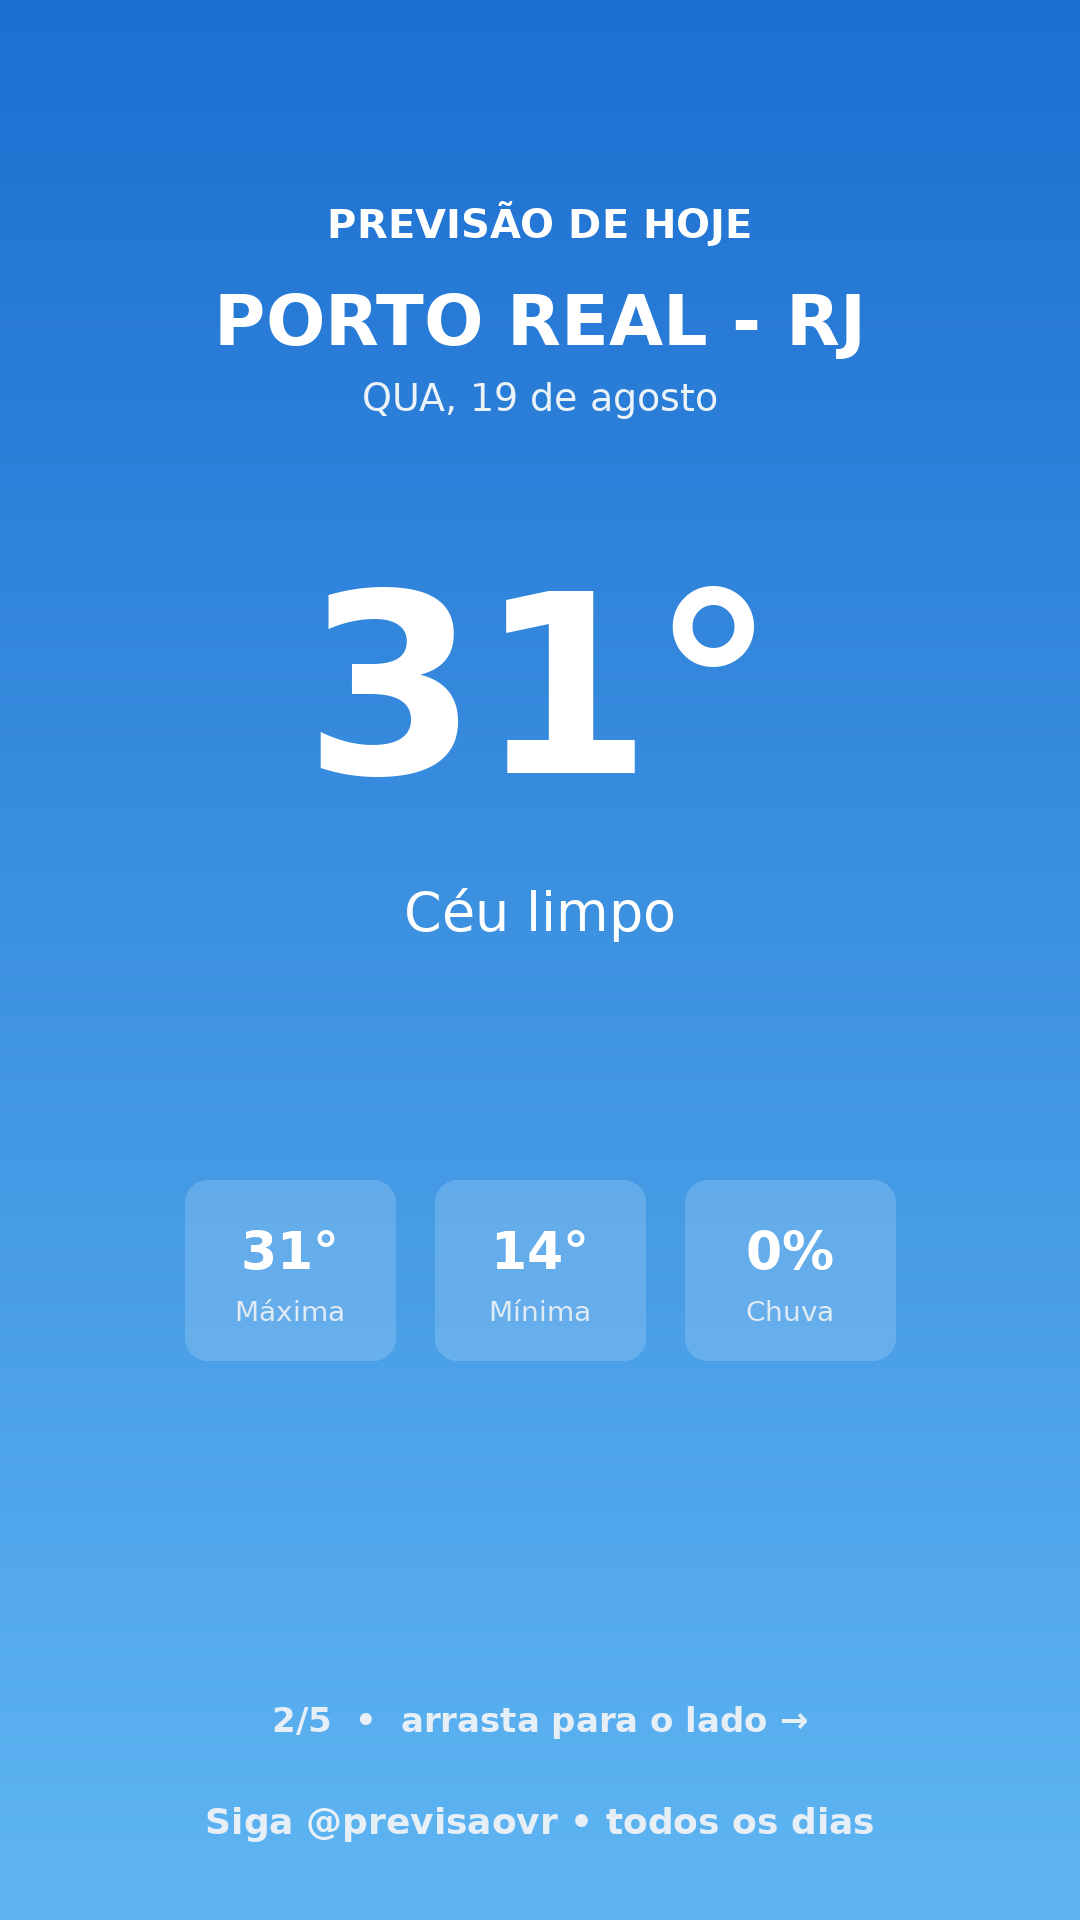 PREVISÃO DE HOJE
PORTO REAL - RJ
QUA, 19 de agosto
31°
Céu limpo
31° 14° 0%
Máxima Mínima Chuva
2/5 • arrasta para o lado →
Siga @previsaovr • todos os dias